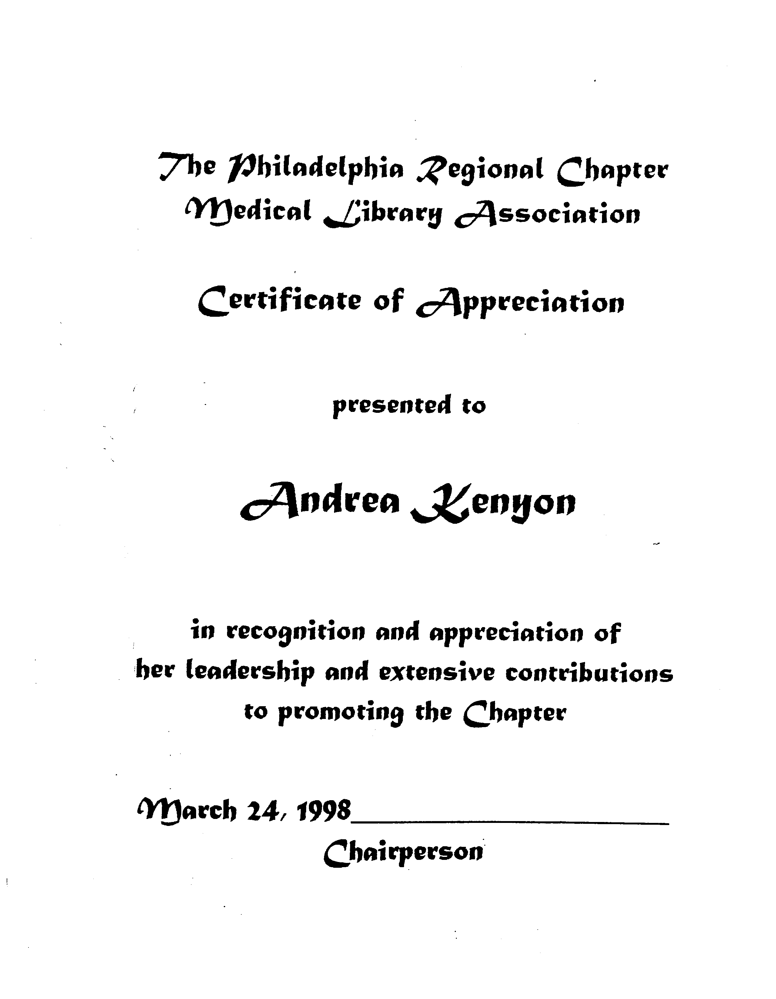 The Philadelphia Regional Chapter
Medical Library Association
Certificate of Appreciation
presented to
Andrea Kenyon
in recognition and appreciation of
her leadership and extensive contributions
to promoting the Chapter
March 24, 1998
Chairperson